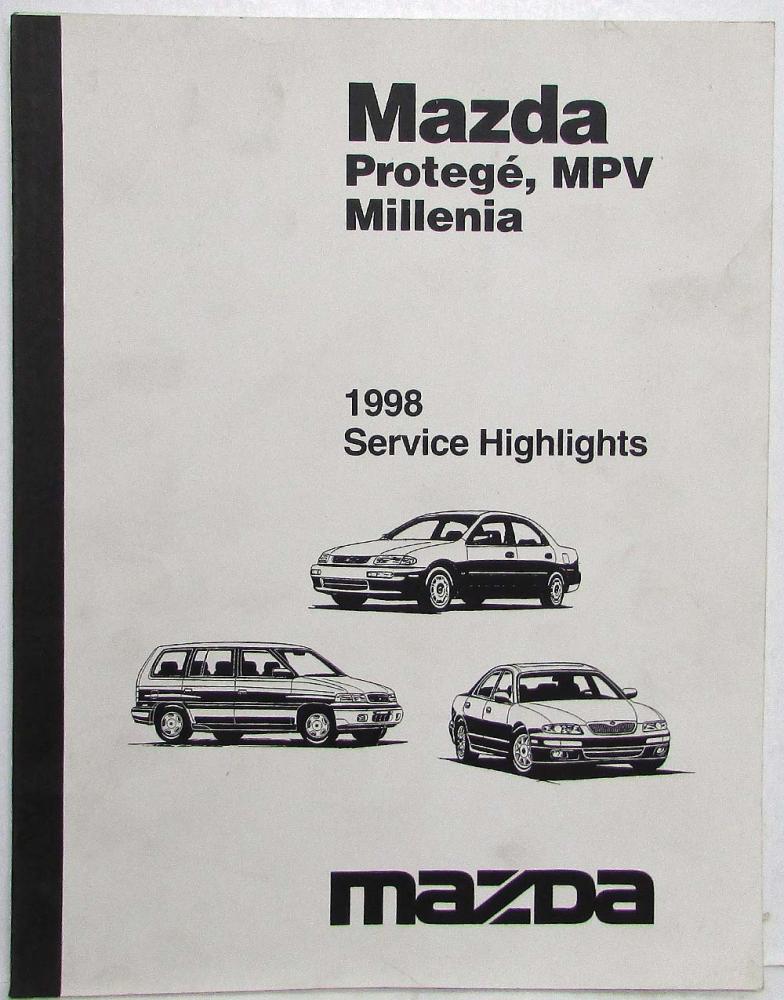 Mazda
Protegé, MPV
Millenia
1998
Service Highlights
mazda